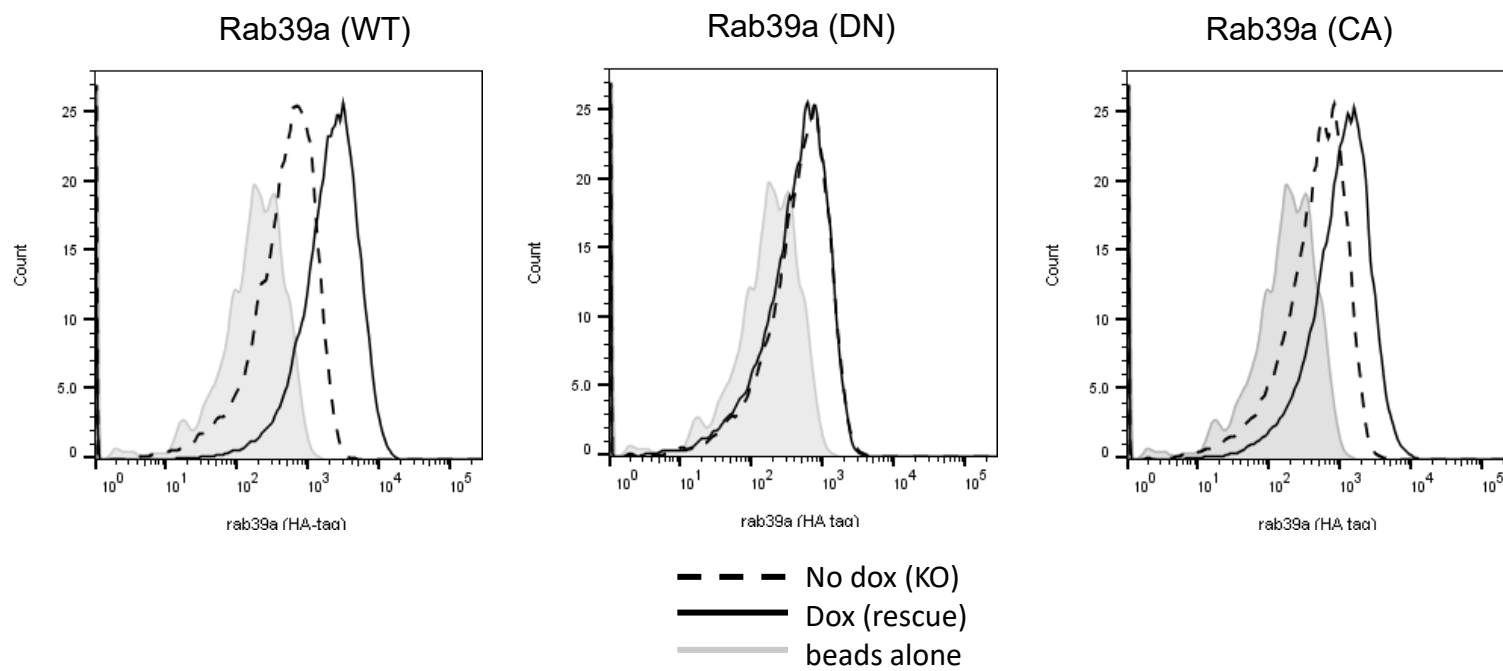 Rab39a (WT)
Rab39a (DN)
Rab39a (CA)
25
20
15
10
5.0
0
Count
10^0 10^1 10^2 10^3 10^4 10^5
rab39a (HA-tag)
25
20
15
10
5.0
0
Count
10^0 10^1 10^2 10^3 10^4 10^5
rab39a (HA tag)
25
20
15
10
5.0
0
Count
10^0 10^1 10^2 10^3 10^4 10^5
rab39a (HA tag)
No dox (KO)
Dox (rescue)
beads alone